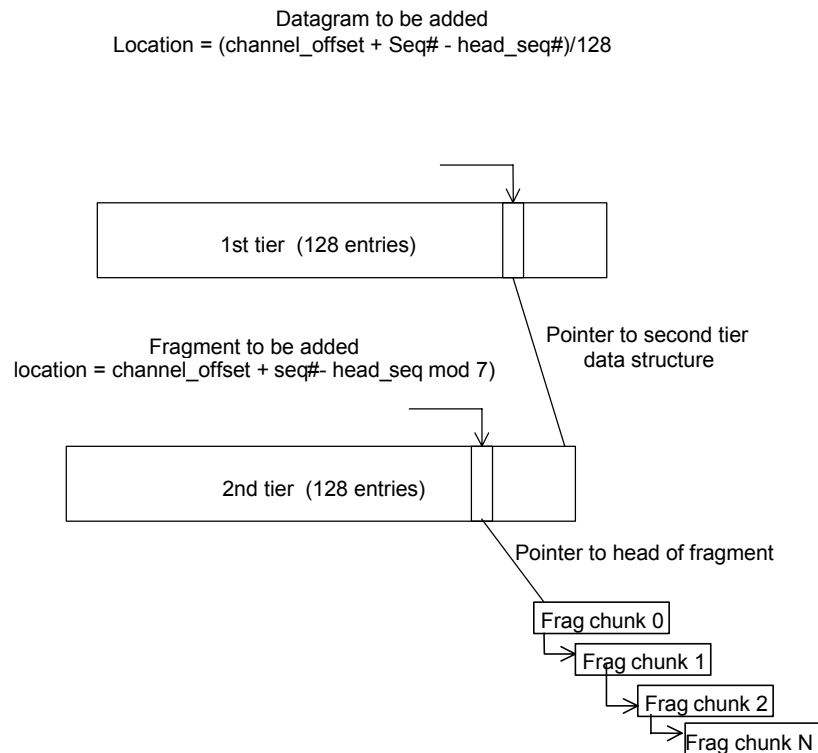 Datagram to be added
Location = (channel_offset + Seq# - head_seq#)/128
1st tier  (128 entries)
Pointer to second tier
data structure
Fragment to be added
location = channel_offset + seq#- head_seq mod 7)
2nd tier  (128 entries)
Pointer to head of fragment
Frag chunk 0
Frag chunk 1
Frag chunk 2
Frag chunk N